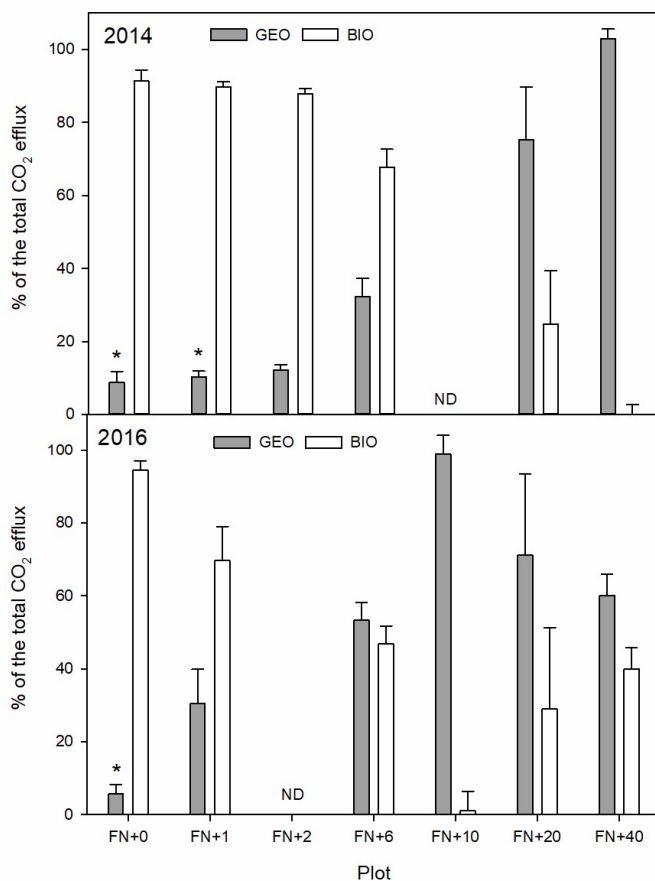 2014
GEO BIO
% of the total CO₂ efflux
100
80
60
40
20
0
* *
ND
2016
GEO BIO
% of the total CO₂ efflux
100
80
60
40
20
0
*
ND
FN+0 FN+1 FN+2 FN+6 FN+10 FN+20 FN+40
Plot